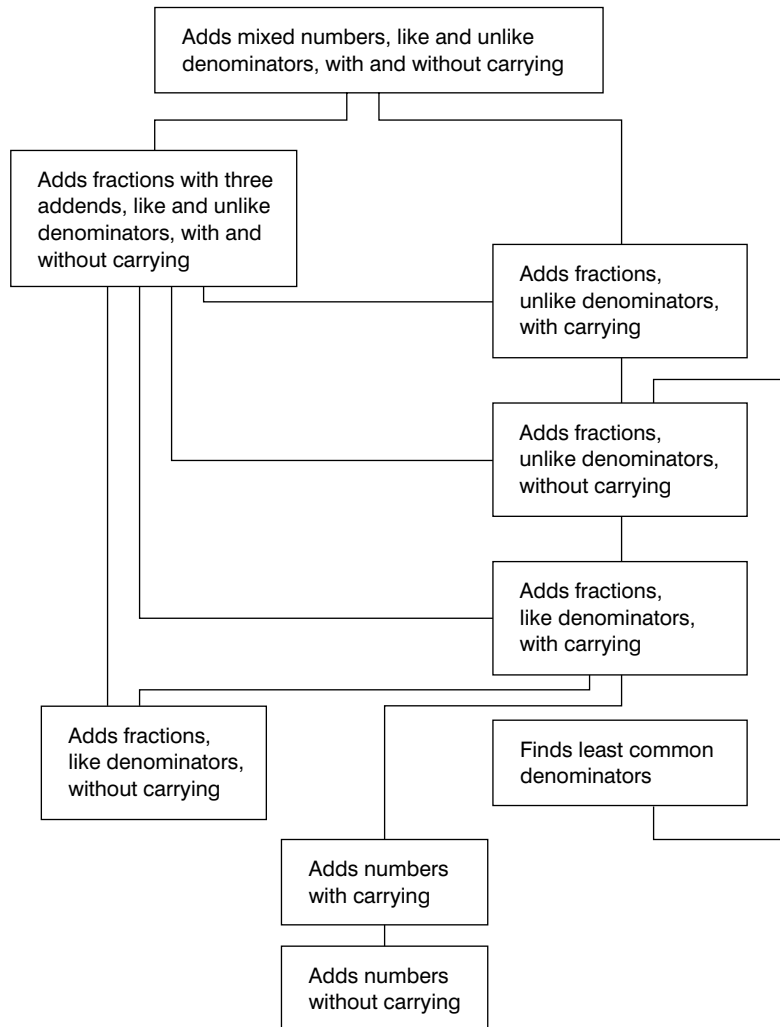 Adds mixed numbers, like and unlike
denominators, with and without carrying
Adds fractions with three
addends, like and unlike
denominators, with and
without carrying
Adds fractions,
unlike denominators,
with carrying
Adds fractions,
unlike denominators,
without carrying
Adds fractions,
like denominators,
with carrying
Adds fractions,
like denominators,
without carrying
Finds least common
denominators
Adds numbers
with carrying
Adds numbers
without carrying